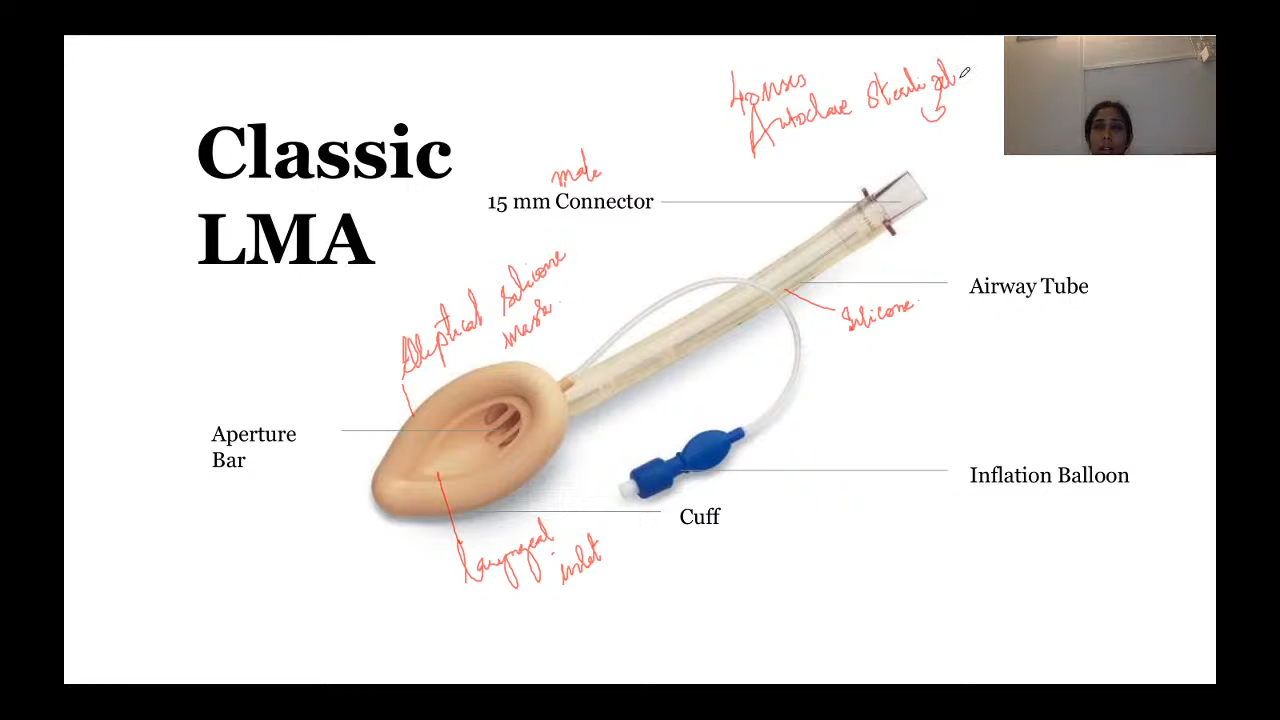 40 uses
Autoclave Sterilized
Classic
LMA
male
15 mm Connector
Elliptical Silicone
mask
Airway Tube
Silicone
Aperture
Bar
Inflation Balloon
Cuff
Laryngeal
inlet